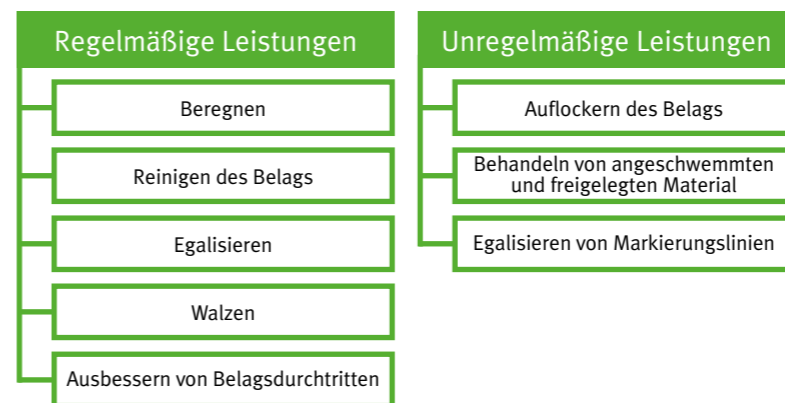 Regelmäßige Leistungen
Beregnen
Reinigen des Belags
Egalisieren
Walzen
Ausbessern von Belagsdurchtritten
Unregelmäßige Leistungen
Auflockern des Belags
Behandeln von angeschwemmten
und freigelegten Material
Egalisieren von Markierungslinien